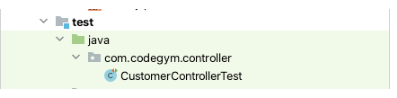 test
java
com.codegym.controller
CustomerControllerTest